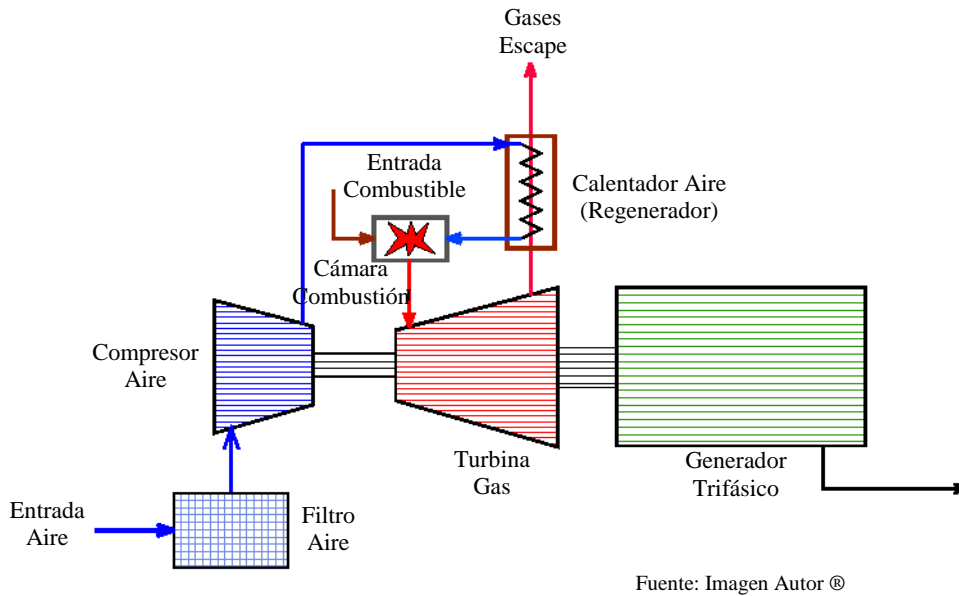 Gases
Escape
Entrada
Combustible
Calentador Aire
(Regenerador)
Cámara
Combustión
Compresor
Aire
Turbina
Gas
Generador
Trifásico
Entrada
Aire
Filtro
Aire
Fuente: Imagen Autor ®